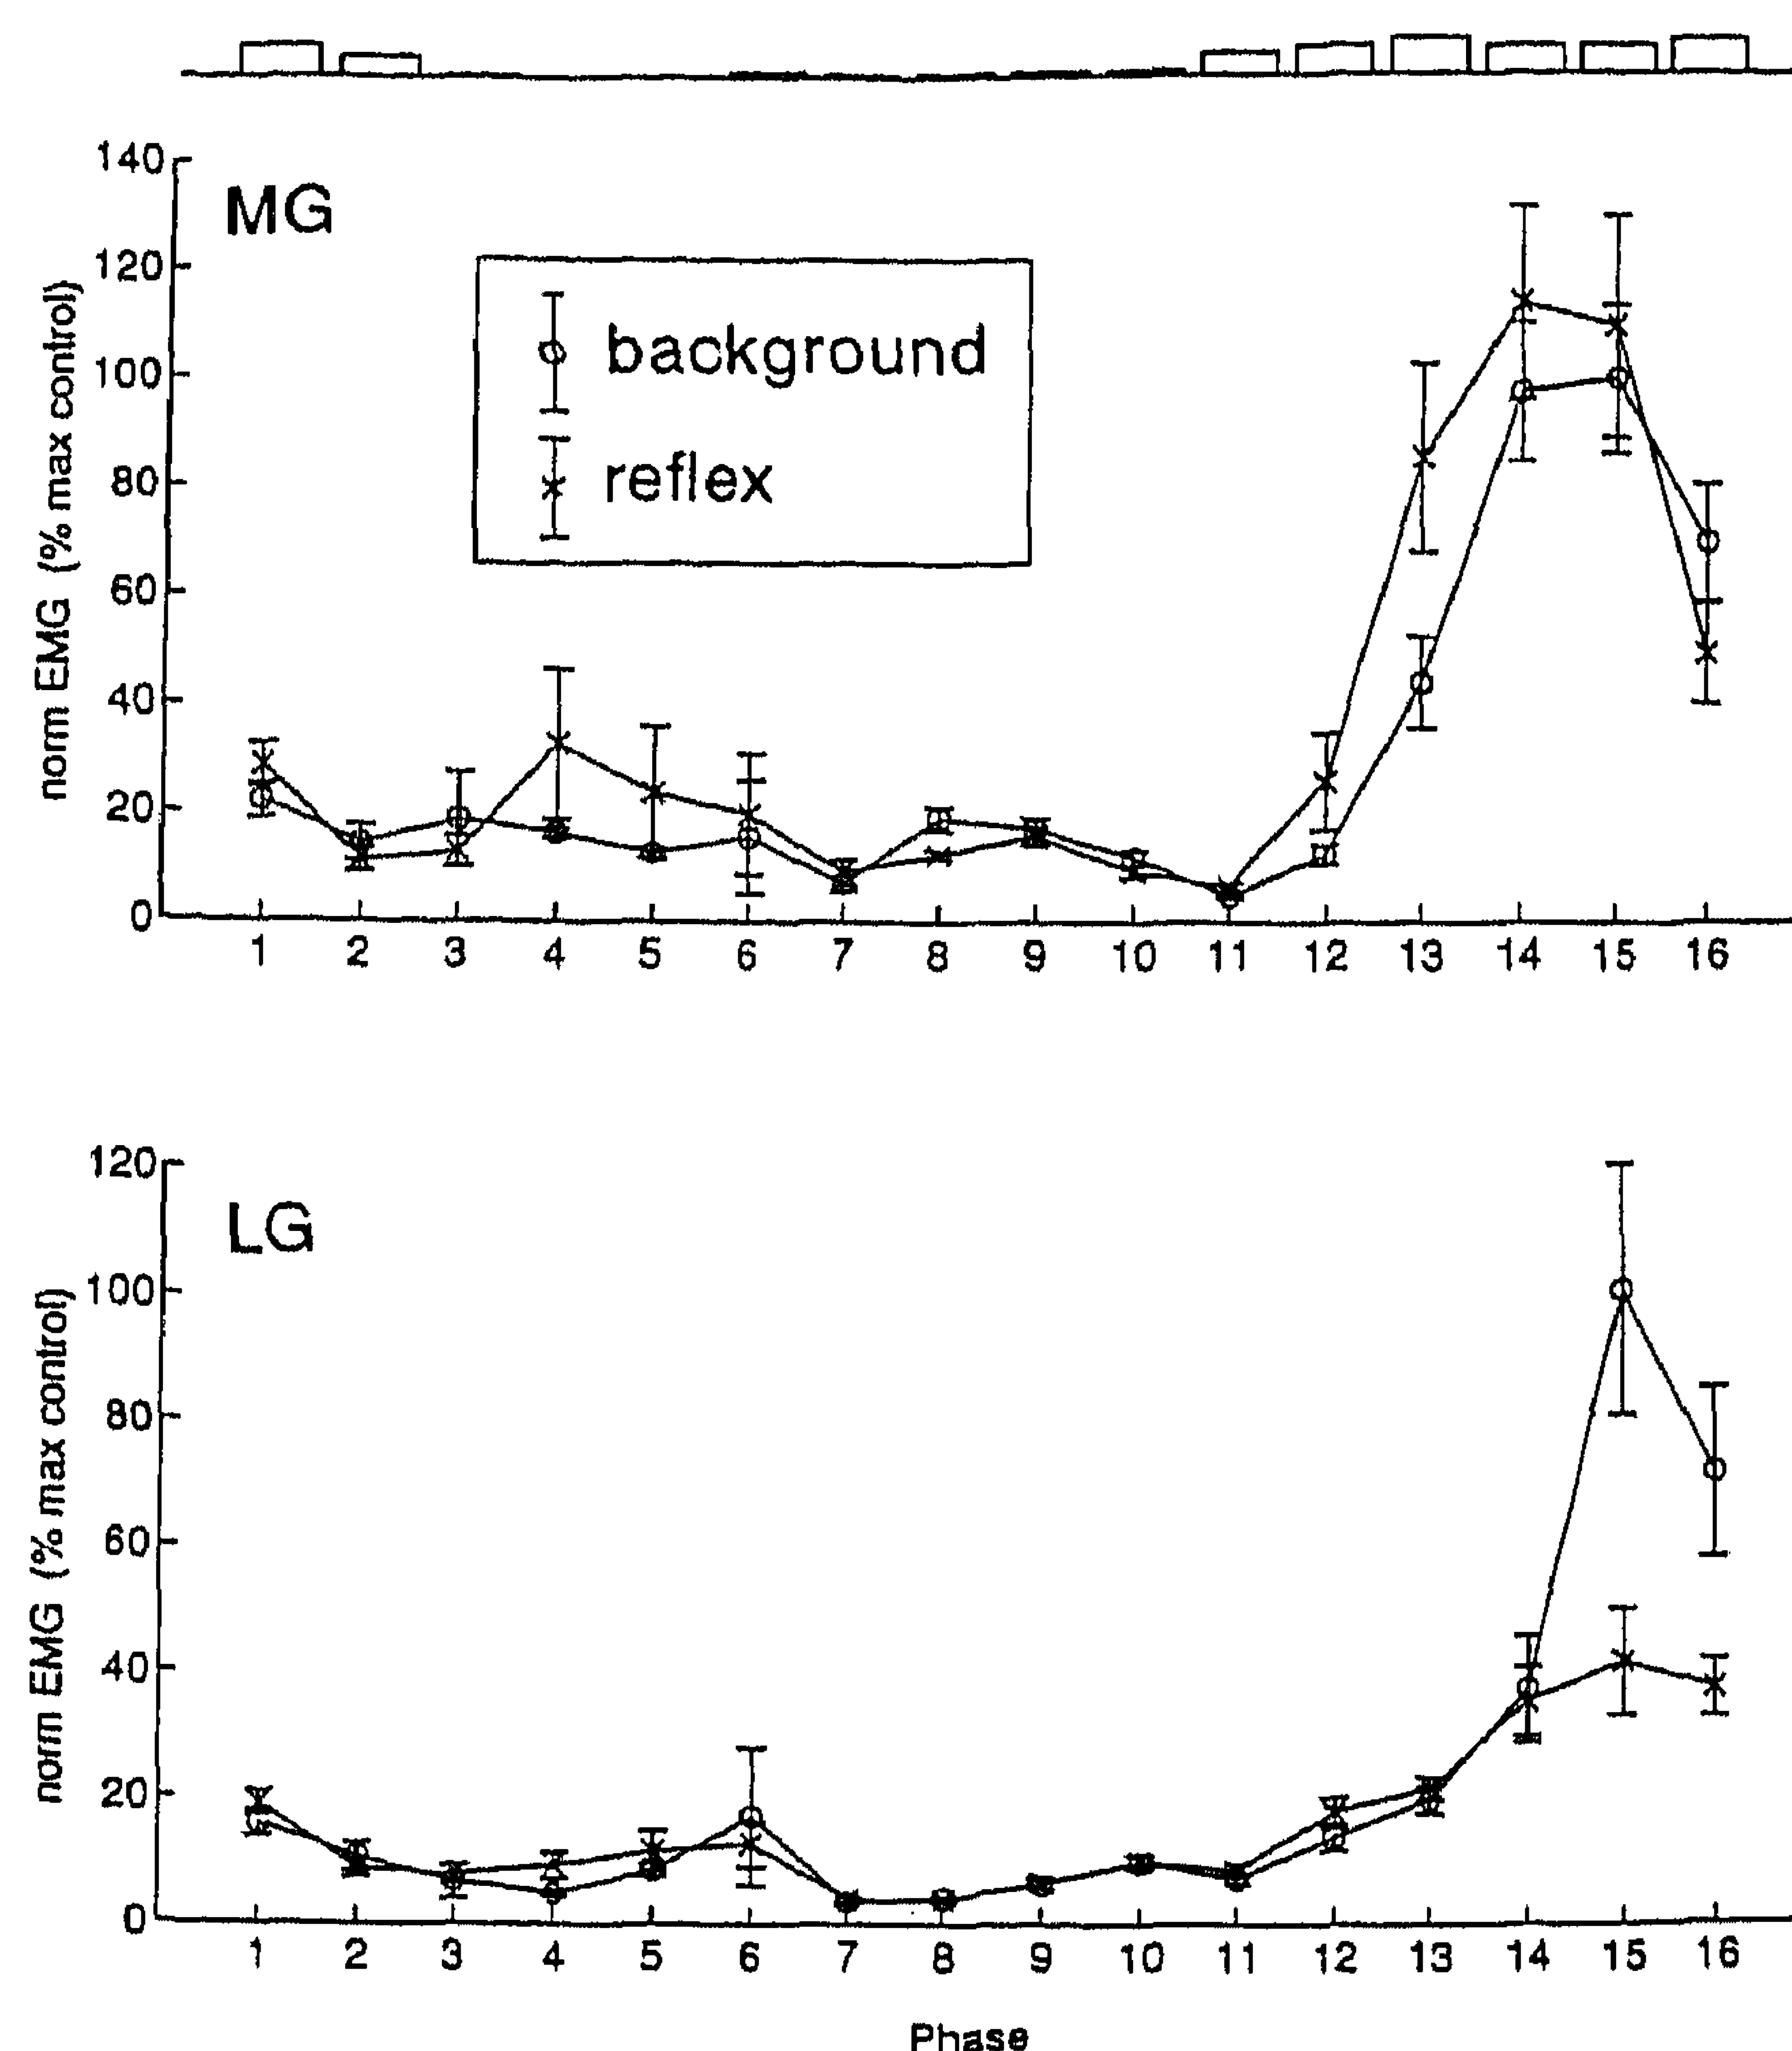 140
MG
120
background
100
reflex
80
60
40
20
0
norm EMG (% max control)
1 2 3 4 5 6 7 8 9 10 11 12 13 14 15 16
120
LG
100
80
60
40
20
0
norm EMG (% max control)
1 2 3 4 5 6 7 8 9 10 11 12 13 14 15 16
Phase